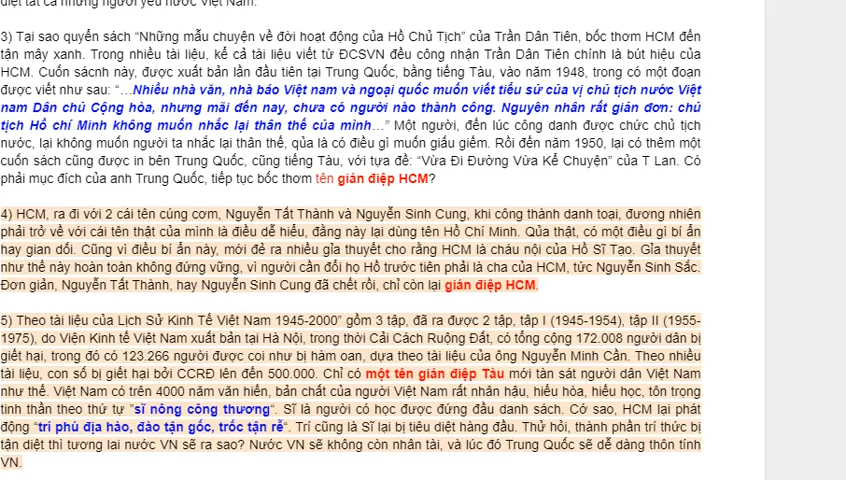 diệt tất cả những người yêu nước Việt Nam.
3) Tại sao quyển sách “Những mẫu chuyện về đời hoạt động của Hồ Chủ Tịch” của Trần Dân Tiên, bốc thơm HCM đến
tận mây xanh. Trong nhiều tài liệu, kể cả tài liệu viết từ ĐCSVN đều công nhận Trần Dân Tiên chính là bút hiệu của
HCM. Cuốn sácnh này, được xuất bản lần đầu tiên tại Trung Quốc, bằng tiếng Tàu, vào năm 1948, trong có một đoạn
được viết như sau: “…Nhiều nhà văn, nhà báo Việt nam và ngoại quốc muốn viết tiểu sử của vị chủ tịch nước Việt
nam Dân chủ Cộng hòa, nhưng mãi đến nay, chưa có người nào thành công. Nguyên nhân rất giản đơn: chủ
tịch Hồ chí Minh không muốn nhắc lại thân thế của mình…” Một người, đến lúc công danh được chức chủ tịch
nước, lại không muốn người ta nhắc lại thân thế, qủa là có điều gì muốn giấu giếm. Rồi đến năm 1950, lại có thêm một
cuốn sách cũng được in bên Trung Quốc, cũng tiếng Tàu, với tựa đề: “Vừa Đi Đường Vừa Kể Chuyện” của T Lan. Có
phải mục đích của anh Trung Quốc, tiếp tục bốc thơm tên gián điệp HCM?
4) HCM, ra đi với 2 cái tên cúng cơm, Nguyễn Tất Thành và Nguyễn Sinh Cung, khi công thành danh toại, đương nhiên
phải trở về với cái tên thật của mình là điều dễ hiểu, đằng này lại dùng tên Hồ Chí Minh. Qủa thật, có một điều gì bí ẩn
hay gian dối. Cũng vì điều bí ẩn này, mới đẻ ra nhiều gỉa thuyết cho rằng HCM là cháu nội của Hồ Sĩ Tạo. Gỉa thuyết
như thế này hoàn toàn không đứng vững, vì người cần đổi họ Hồ trước tiên phải là cha của HCM, tức Nguyễn Sinh Sắc.
Đơn giản, Nguyễn Tất Thành, hay Nguyễn Sinh Cung đã chết rồi, chỉ còn lại gián điệp HCM.
5) Theo tài liệu của Lịch Sử Kinh Tế Việt Nam 1945-2000” gồm 3 tập, đã ra được 2 tập, tập I (1945-1954), tập II (1955-
1975), do Viện Kinh tế Việt Nam xuất bản tại Hà Nội, trong thời Cải Cách Ruộng Đất, có tổng cộng 172.008 người dân bị
giết hại, trong đó có 123.266 người được coi như bị hàm oan, dựa theo tài liệu của ông Nguyễn Minh Cần. Theo nhiều
tài liệu, con số bị giết hại bởi CCRĐ lên đến 500.000. Chỉ có một tên gián điệp Tàu mới tàn sát người dân Việt Nam
như thế. Việt Nam có trên 4000 năm văn hiến, bản chất của người Việt Nam rất nhân hậu, hiếu hòa, hiếu học, tôn trọng
tinh thần theo thứ tự ”sĩ nông công thương“. Sĩ là người có học được đứng đầu danh sách. Cớ sao, HCM lại phát
động “trí phú địa hào, đào tận gốc, trốc tận rễ“. Trí cũng là Sĩ lại bị tiêu diệt hàng đầu. Thử hỏi, thành phần trí thức bị
tận diệt thì tương lai nước VN sẽ ra sao? Nước VN sẽ không còn nhân tài, và lúc đó Trung Quốc sẽ dễ dàng thôn tính
VN.